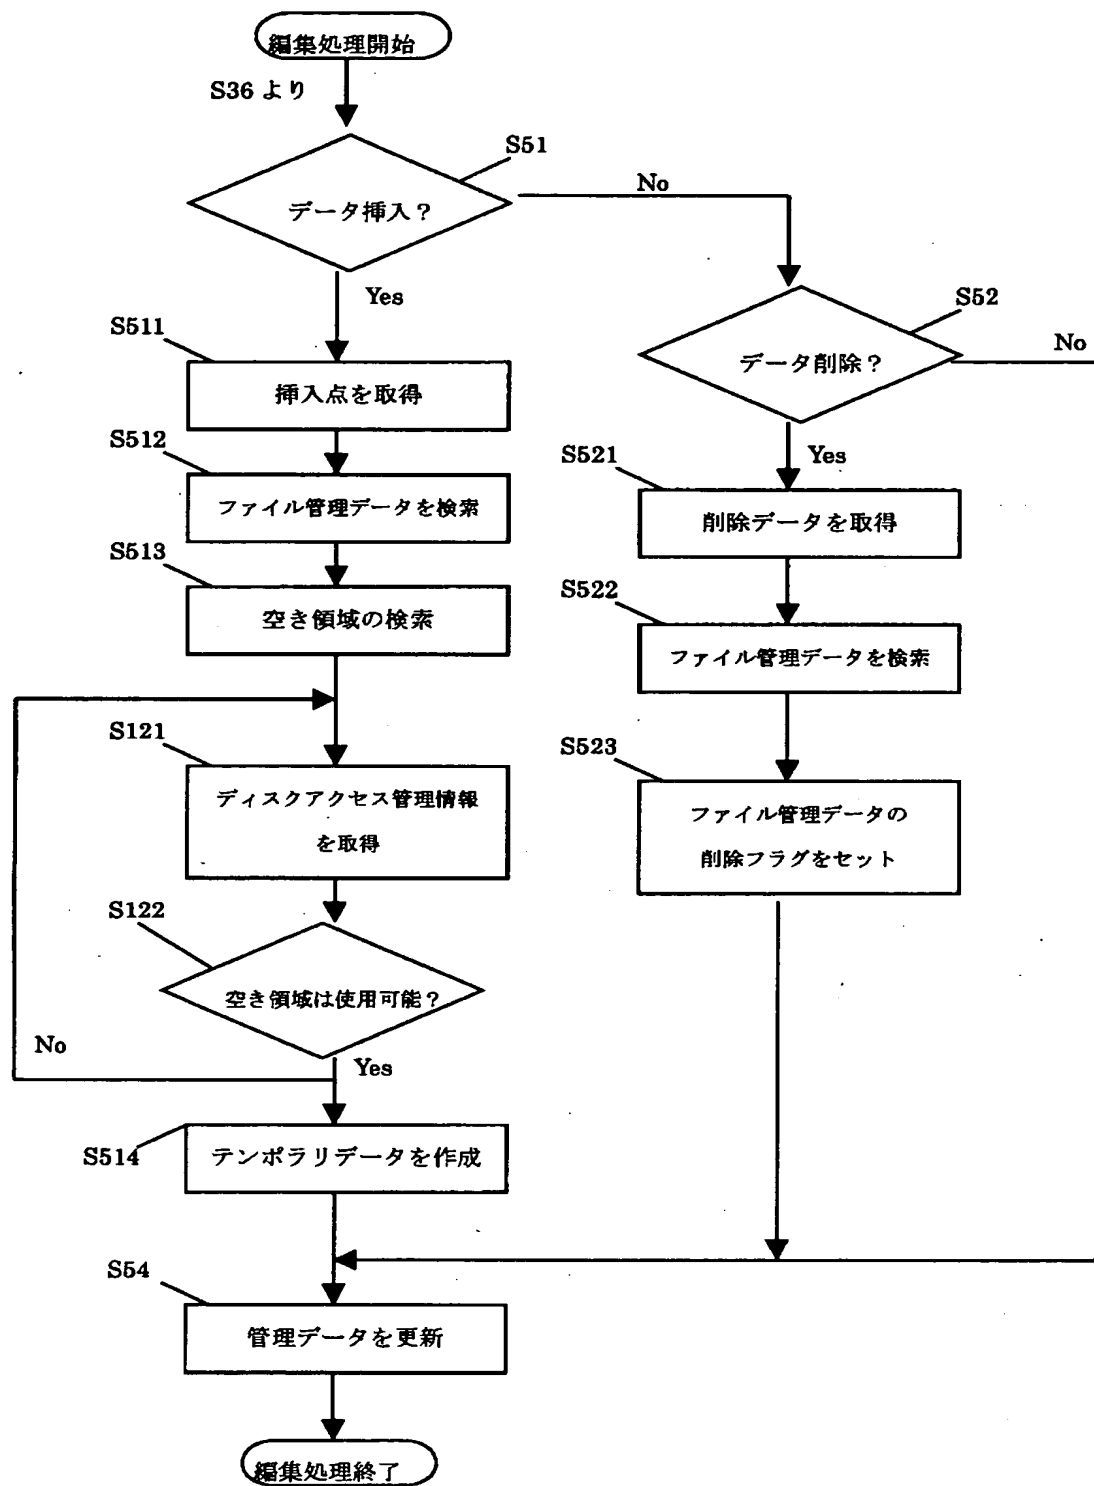 編集処理開始
S36 より
S51
データ挿入？
No
Yes
S52
データ削除？
No
Yes
S511
挿入点を取得
S512
ファイル管理データを検索
S513
空き領域の検索
S521
削除データを取得
S522
ファイル管理データを検索
S523
ファイル管理データの
削除フラグをセット
S121
ディスクアクセス管理情報
を取得
S122
空き領域は使用可能？
No
Yes
S514
テンポラリデータを作成
S54
管理データを更新
編集処理終了